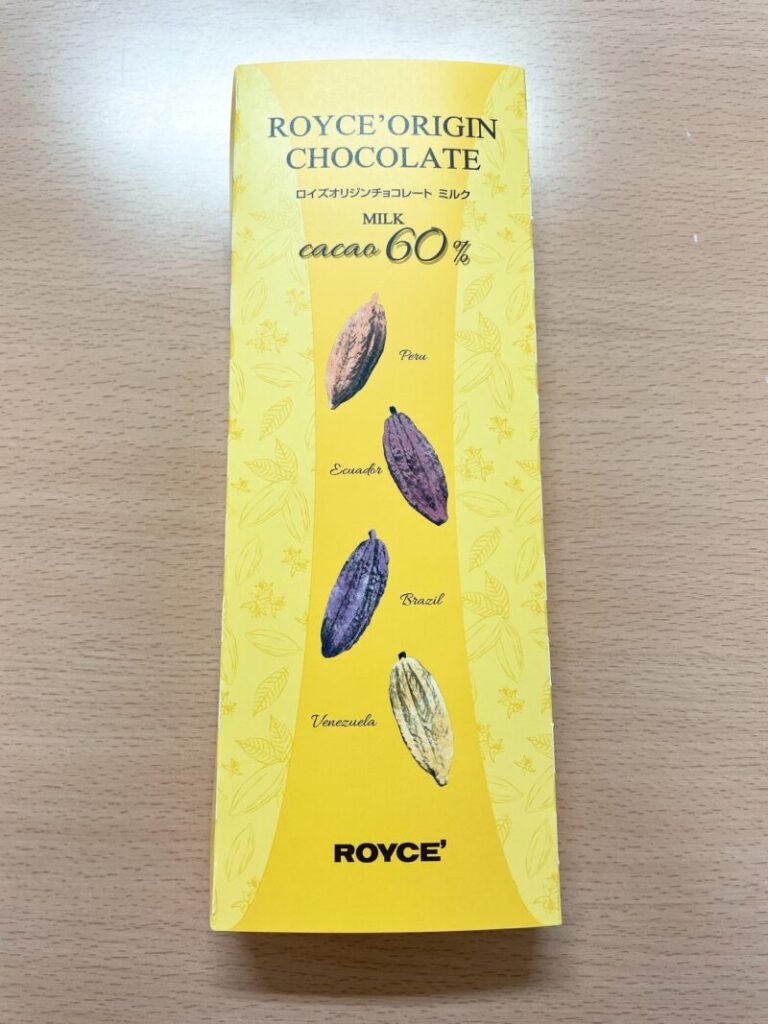 ROYCE'ORIGIN
CHOCOLATE
ロイズオリジンチョコレート ミルク
MILK
cacao 60%
Peru
Ecuador
Brazil
Venezuela
ROYCE'